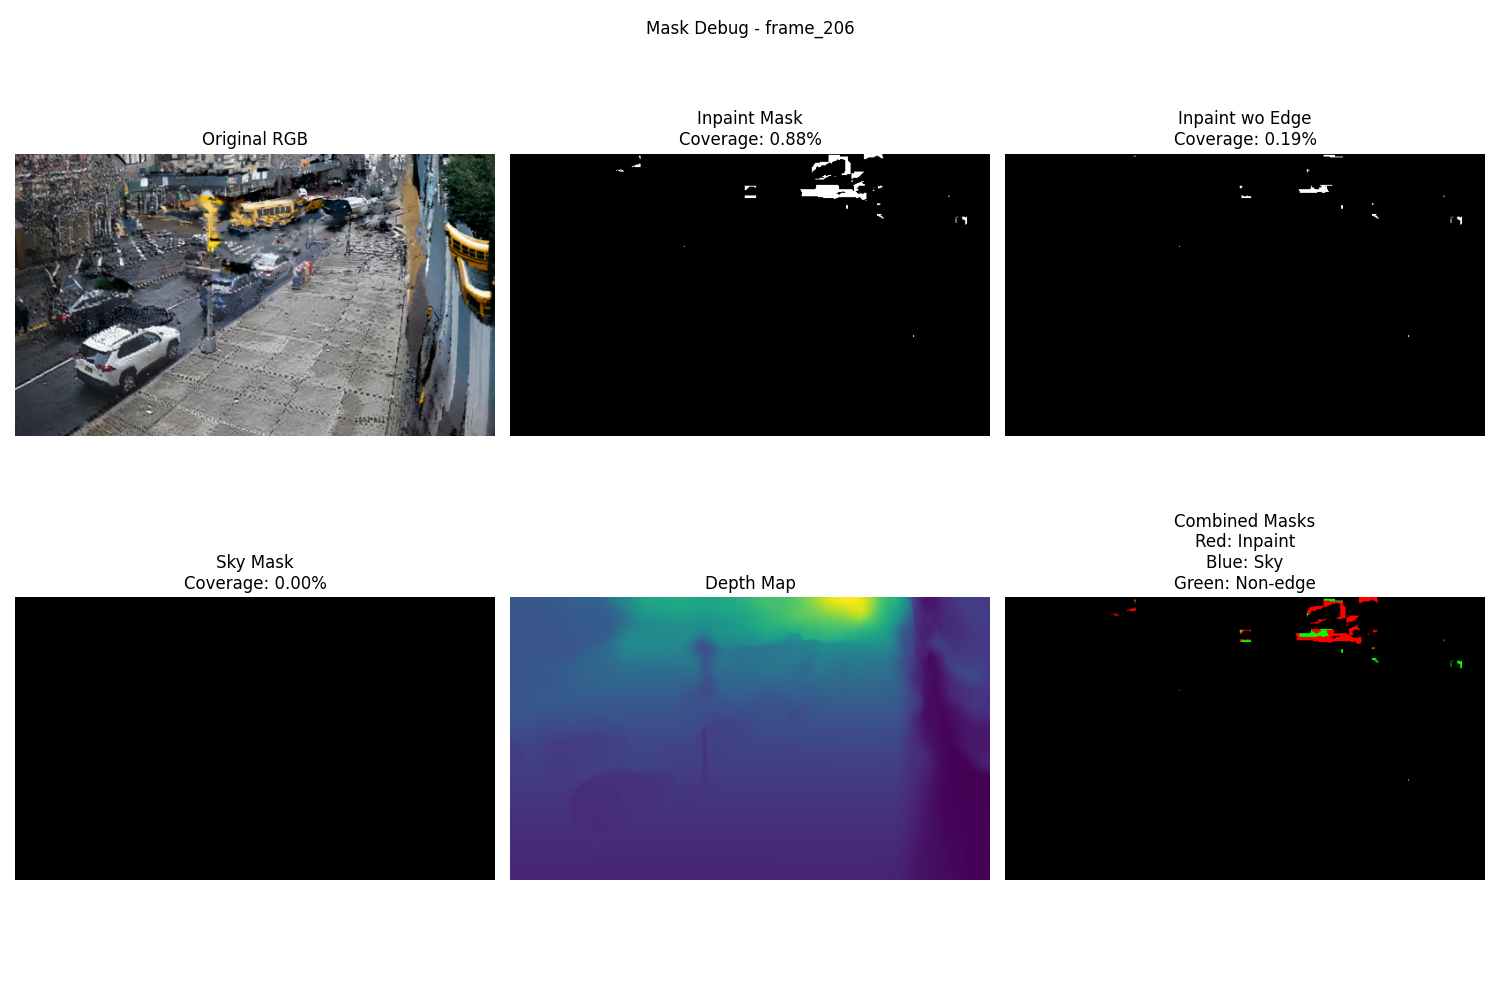 Mask Debug - frame_206
Original RGB
Inpaint Mask
Coverage: 0.88%
Inpaint wo Edge
Coverage: 0.19%
Sky Mask
Coverage: 0.00%
Depth Map
Combined Masks
Red: Inpaint
Blue: Sky
Green: Non-edge